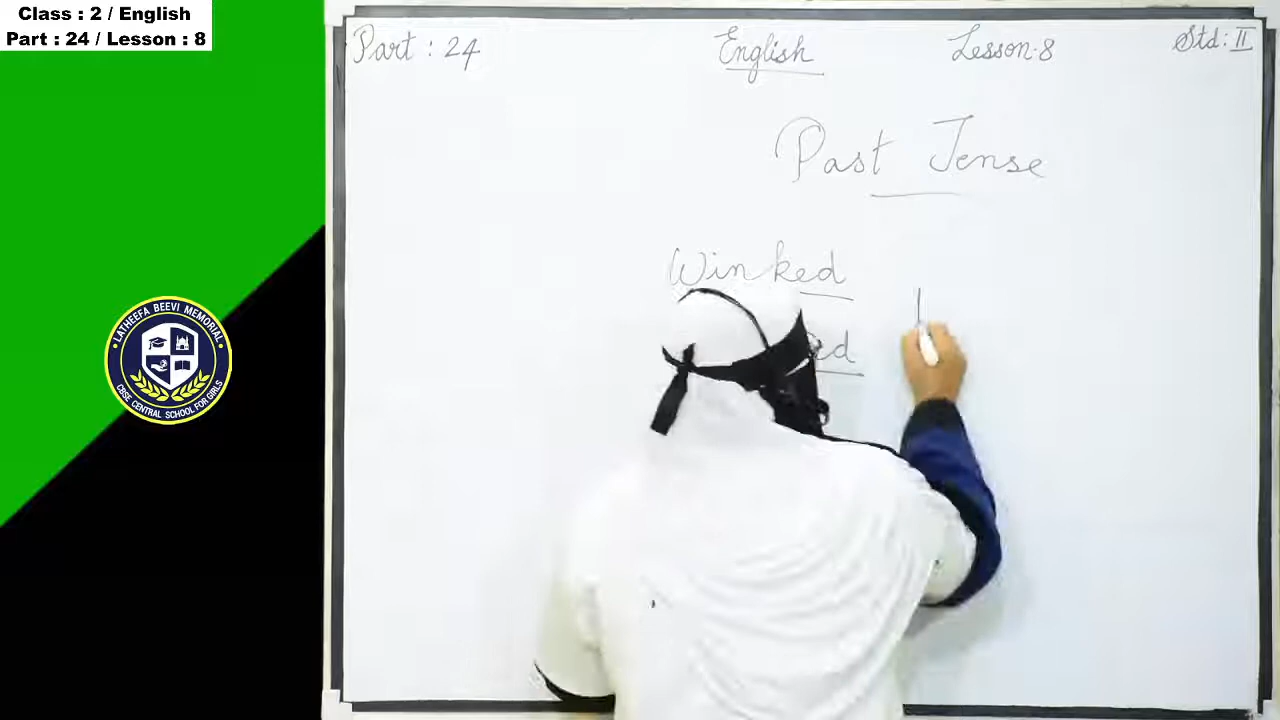 Class : 2 / English
Part : 24 / Lesson : 8
Part : 24 English Lesson-8 Std: II
Past Tense
Winked
ed
LATHEEFA BEEVI MEMORIAL
CBSE CENTRAL SCHOOL FOR GIRLS